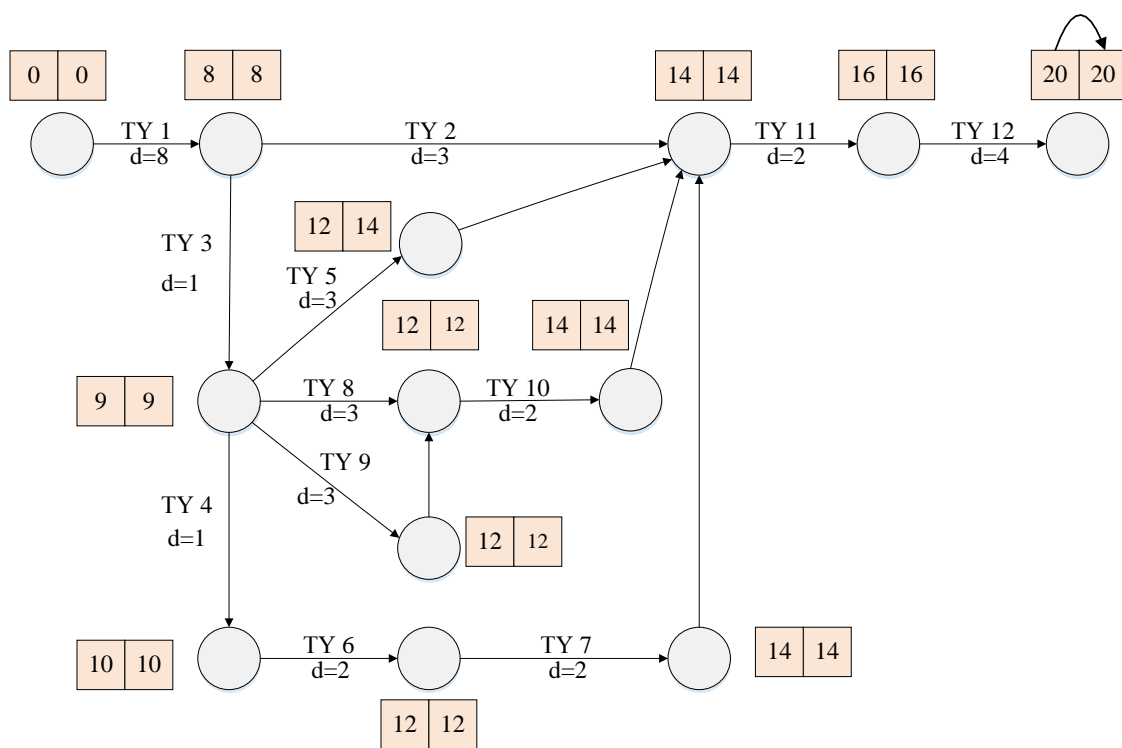 0 0
8 8
14 14
16 16
20 20
TY 1
d=8
TY 2
d=3
TY 11
d=2
TY 12
d=4
12 14
TY 3
d=1
TY 5
d=3
12 12
14 14
9 9
TY 8
d=3
TY 10
d=2
TY 9
d=3
TY 4
d=1
12 12
10 10
TY 6
d=2
TY 7
d=2
14 14
12 12